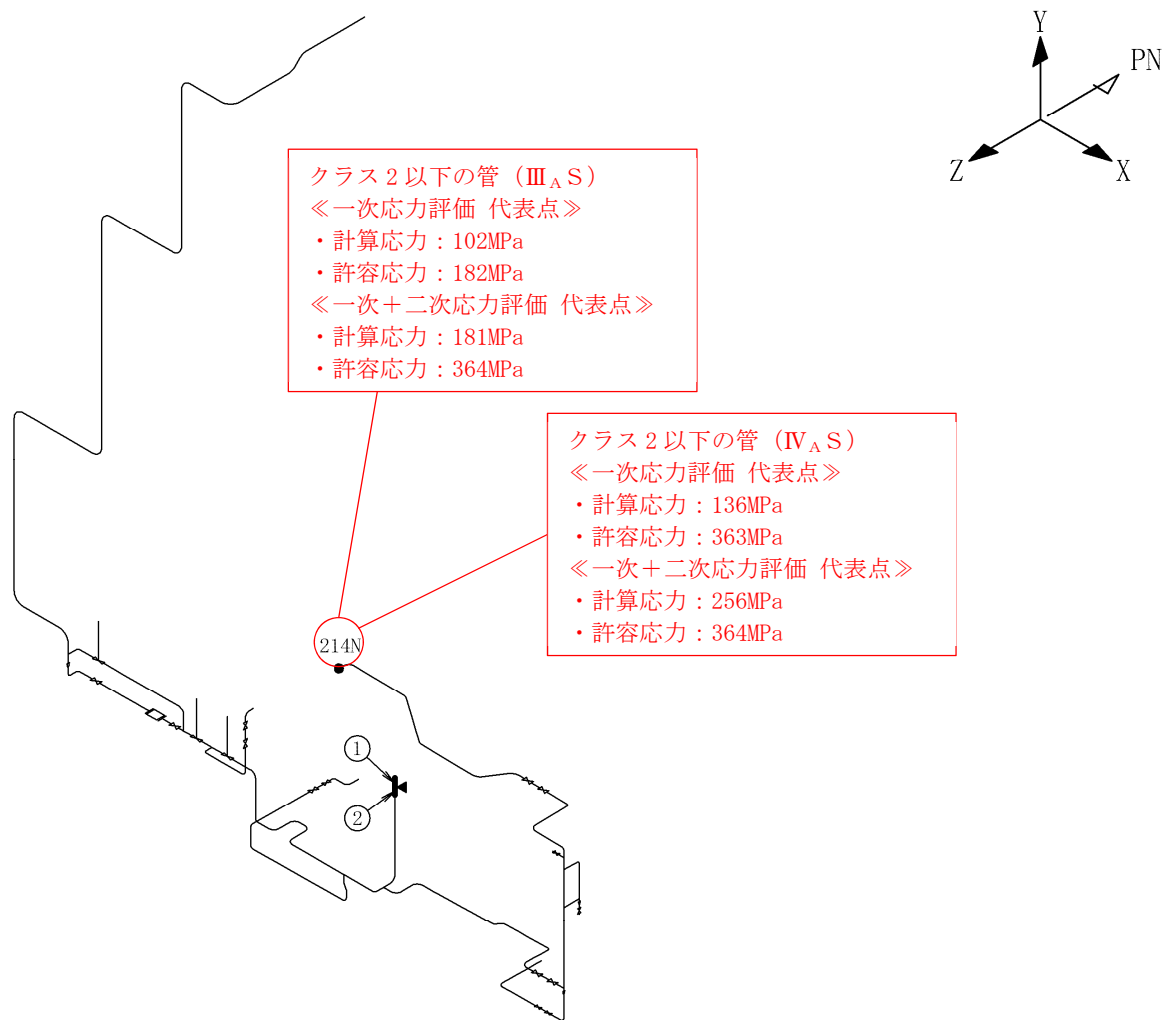 Y
PN
Z
X
クラス2以下の管（ⅢAS）
≪一次応力評価 代表点≫
・計算応力：102MPa
・許容応力：182MPa
≪一次＋二次応力評価 代表点≫
・計算応力：181MPa
・許容応力：364MPa
クラス2以下の管（ⅣAS）
≪一次応力評価 代表点≫
・計算応力：136MPa
・許容応力：363MPa
≪一次＋二次応力評価 代表点≫
・計算応力：256MPa
・許容応力：364MPa
214N
①
②